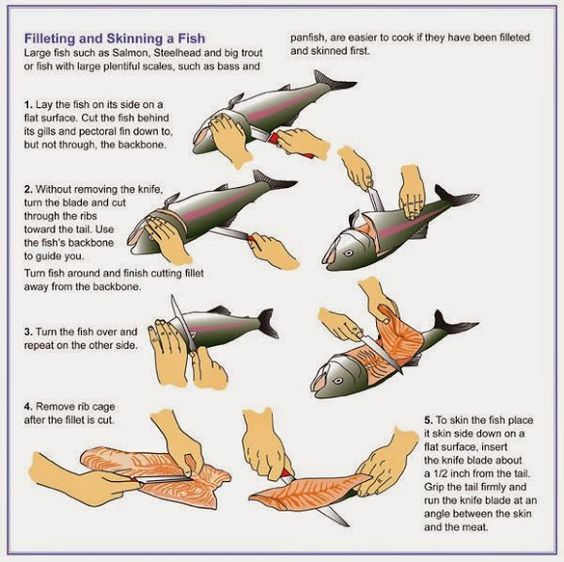 Filleting and Skinning a Fish
Large fish such as Salmon, Steelhead and big trout
or fish with large plentiful scales, such as bass and
panfish, are easier to cook if they have been filleted
and skinned first.
1. Lay the fish on its side on a
flat surface. Cut the fish behind
its gills and pectoral fin down to,
but not through, the backbone.
2. Without removing the knife,
turn the blade and cut
through the ribs
toward the tail. Use
the fish's backbone
to guide you.
Turn fish around and finish cutting fillet
away from the backbone.
3. Turn the fish over and
repeat on the other side.
4. Remove rib cage
after the fillet is cut.
5. To skin the fish place
it skin side down on a
flat surface, insert
the knife blade about
a 1/2 inch from the tail.
Grip the tail firmly and
run the knife blade at an
angle between the skin
and the meat.